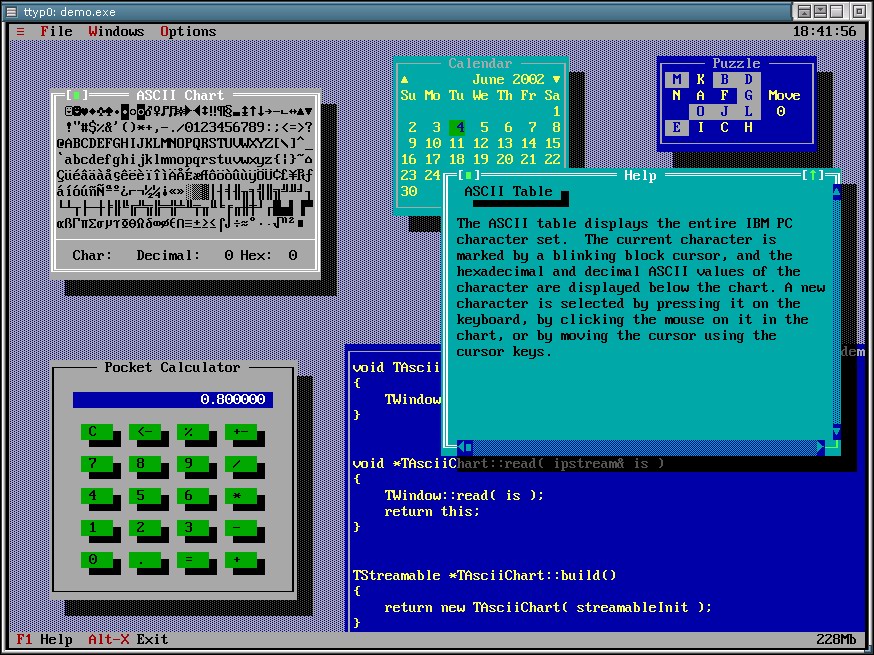 ttyp0: demo.exe
≡ File Windows Options 18:41:56
ASCII Chart
!"#$%&'()*+,-./0123456789:;<=>?
@ABCDEFGHIJKLMNOPQRSTUVWXYZ[\]^_
`abcdefghijklmnopqrstuvwxyz{|}~⌂
ÇüéâäàåçêëèïîìÄÅÉæÆôöòûùÿÖÜ¢£¥₧ƒ
Char: Decimal: 0 Hex: 0
Calendar
▲ June 2002 ▼
Su Mo Tu We Th Fr Sa
1
2 3 4 5 6 7 8
9 10 11 12 13 14 15
16 17 18 19 20 21 22
23 24
30
Puzzle
M K B D
N A F G Move
O J L 0
E I C H
Help
ASCII Table
The ASCII table displays the entire IBM PC
character set. The current character is
marked by a blinking block cursor, and the
hexadecimal and decimal ASCII values of the
character are displayed below the chart. A new
character is selected by pressing it on the
keyboard, by clicking the mouse on it in the
chart, or by moving the cursor using the
cursor keys.
Pocket Calculator
0.800000
C <- % +-
7 8 9 /
4 5 6 *
1 2 3 -
0 . = +
dem
void TAscii
{
TWindow
}
void *TAsciiChart::read( ipstream& is )
{
TWindow::read( is );
return this;
}
TStreamable *TAsciiChart::build()
{
return new TAsciiChart( streamableInit );
}
F1 Help Alt-X Exit 228Mb